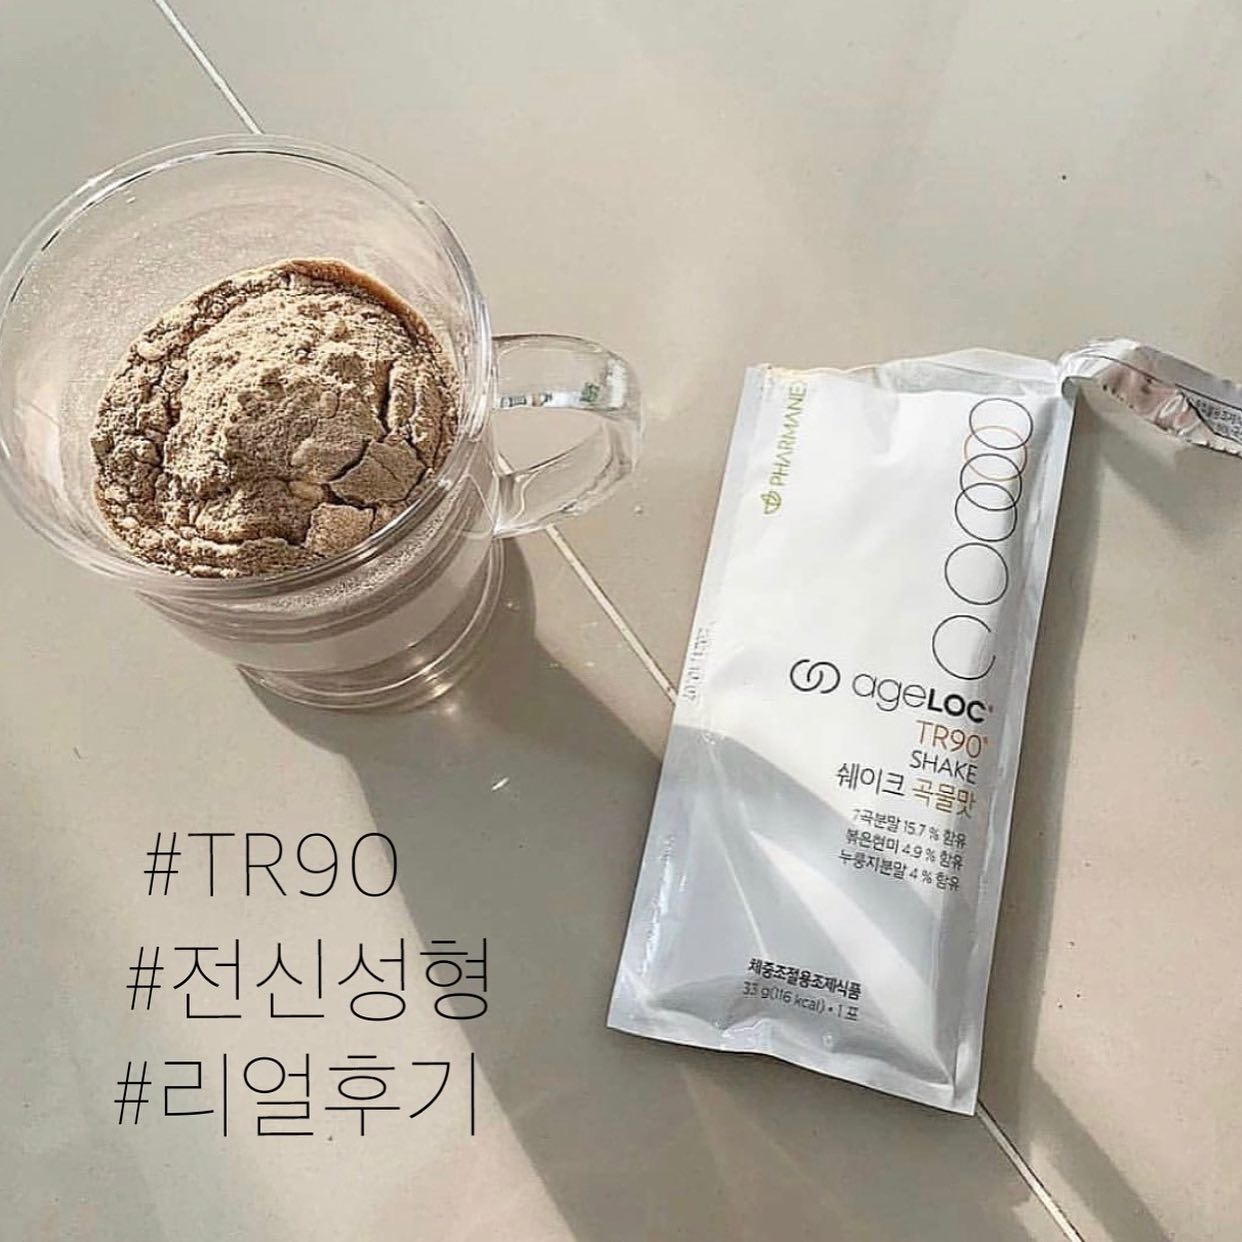 PHARMANEX
ageLOC
TR90®
SHAKE
쉐이크 곡물맛
7곡분말 15.7% 함유
볶은현미 4.9% 함유
누룽지분말 4% 함유
체중조절용조제식품
33 g(116 kcal) • 1포
#TR90
#전신성형
#리얼후기